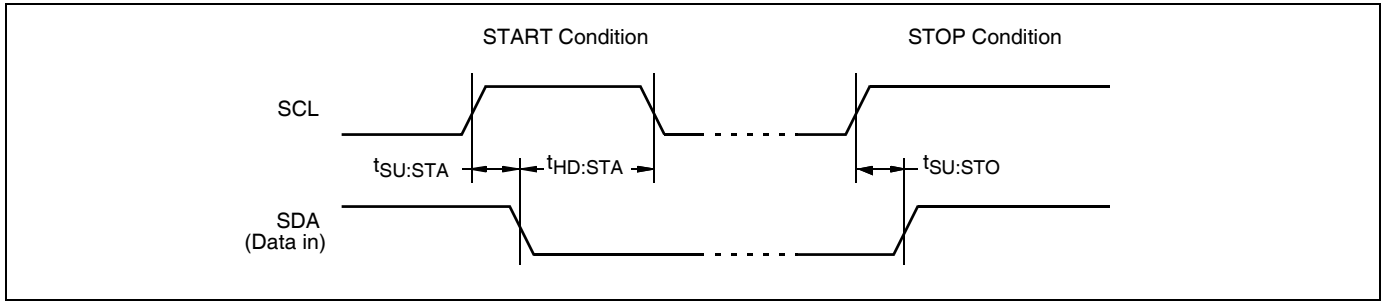 START Condition
STOP Condition
SCL
tSU:STA
tHD:STA
tSU:STO
SDA
(Data in)